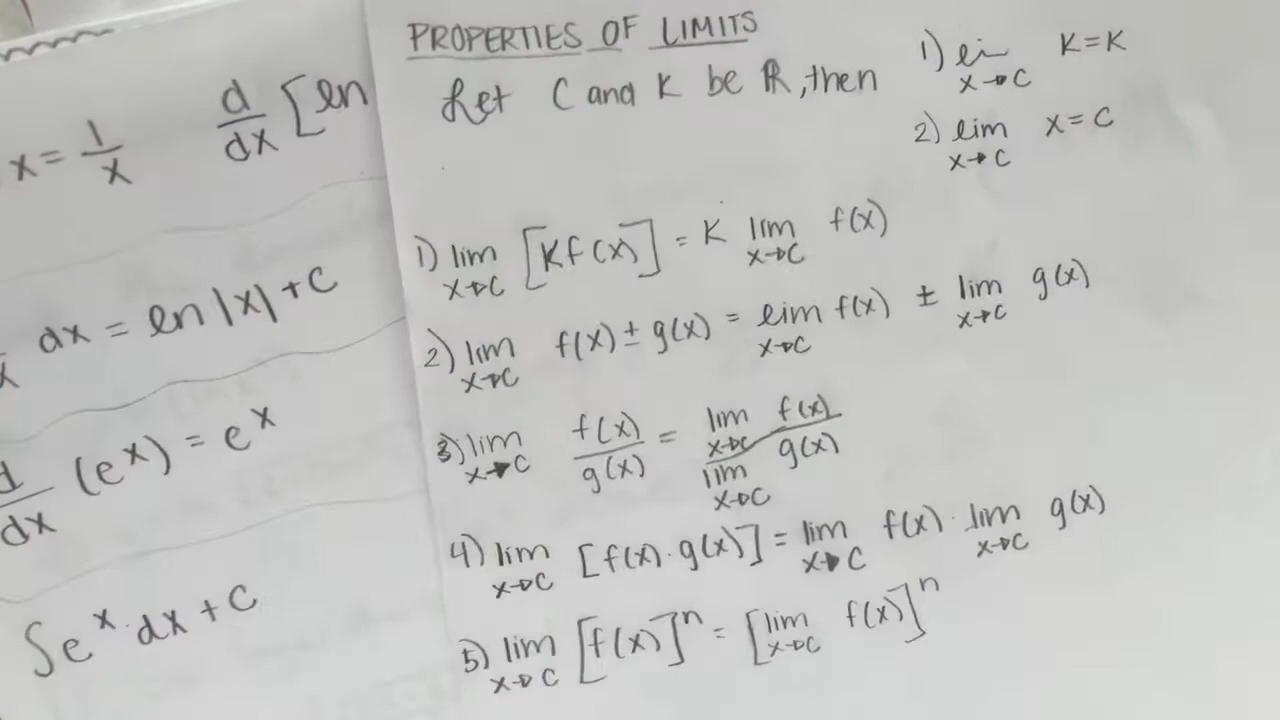 x = 1/x d/dx [ln
dx = ln|x| + C
d/dx (e^x) = e^x
∫e^x · dx + C
PROPERTIES OF LIMITS
Let C and K be ℝ, then
1) lim x→C K = K
2) lim x→C x = C
1) lim x→C [Kf(x)] = K lim x→C f(x)
2) lim x→C f(x) ± g(x) = lim x→C f(x) ± lim x→C g(x)
3) lim x→C f(x)/g(x) = lim x→C f(x) / lim x→C g(x)
4) lim x→C [f(x) · g(x)] = lim x→C f(x) · lim x→C g(x)
5) lim x→C [f(x)]^n = [lim x→C f(x)]^n